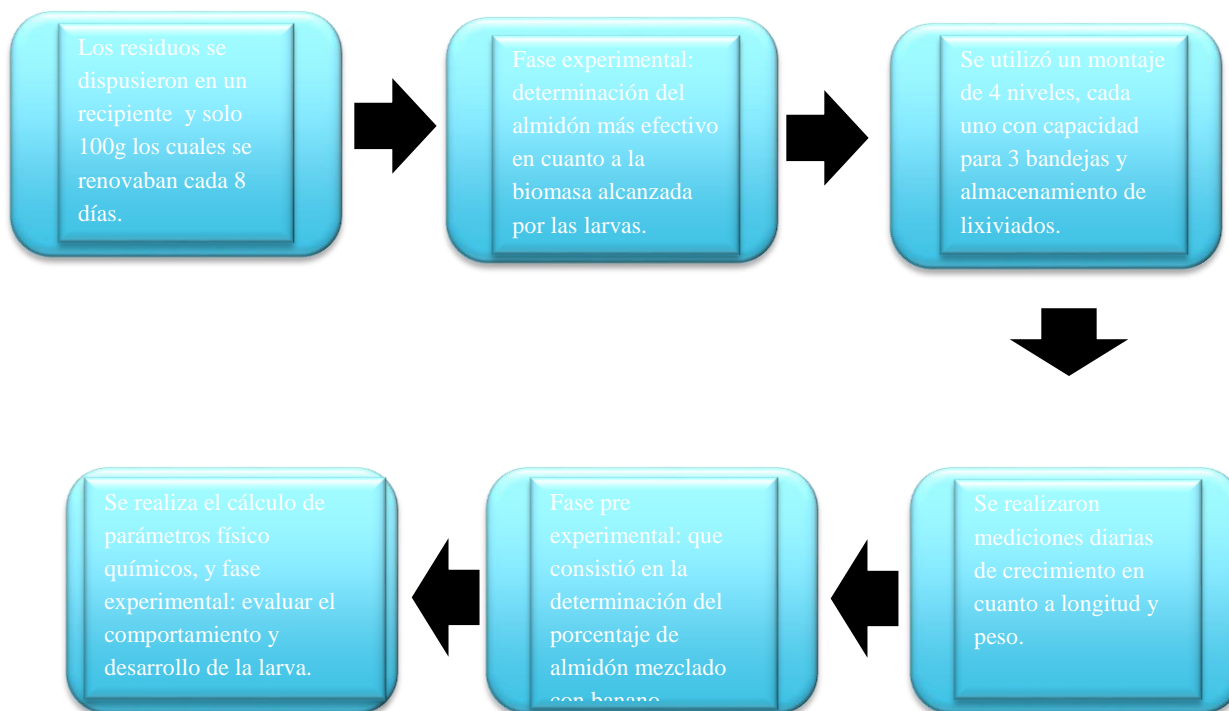 Los residuos se
dispusieron en un
recipiente y solo
100g los cuales se
renovaban cada 8
días.
Fase experimental:
determinación del
almidón más efectivo
en cuanto a la
biomasa alcanzada
por las larvas.
Se utilizó un montaje
de 4 niveles, cada
uno con capacidad
para 3 bandejas y
almacenamiento de
lixiviados.
Se realizaron
mediciones diarias
de crecimiento en
cuanto a longitud y
peso.
Fase pre
experimental: que
consistió en la
determinación del
porcentaje de
almidón mezclado
con banano
Se realiza el cálculo de
parámetros físico
químicos, y fase
experimental: evaluar el
comportamiento y
desarrollo de la larva.